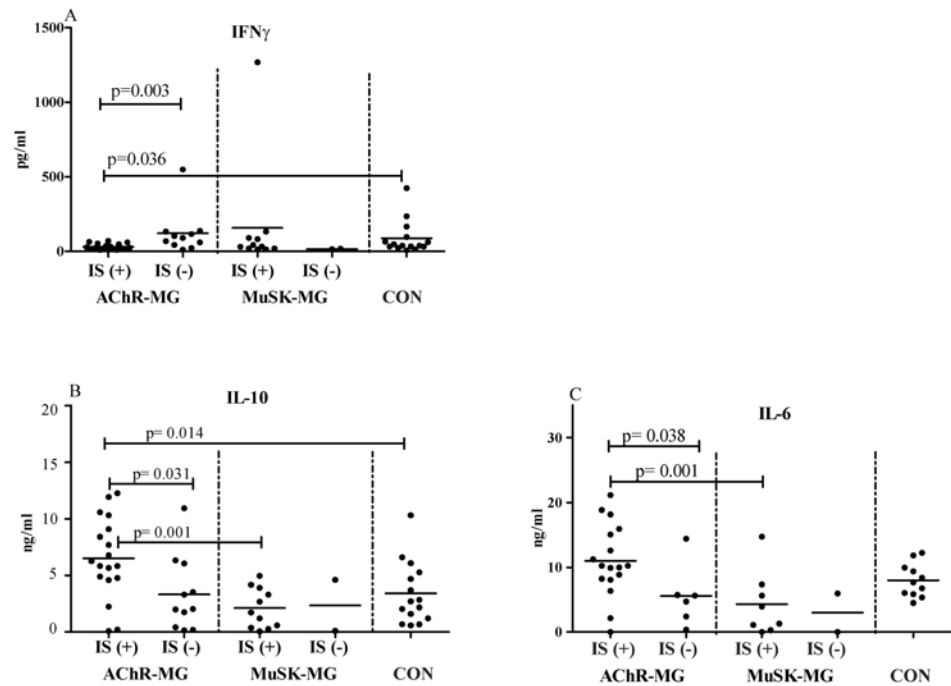 A
IFNγ
1500
1000
500
0
pg/ml
p=0.003
p=0.036
IS (+) IS (-) IS (+) IS (-)
AChR-MG MuSK-MG CON
B
IL-10
20
15
10
5
0
ng/ml
p= 0.014
p= 0.031
p= 0.001
IS (+) IS (-) IS (+) IS (-)
AChR-MG MuSK-MG CON
C
IL-6
30
20
10
0
ng/ml
p= 0.038
p= 0.001
IS (+) IS (-) IS (+) IS (-)
AChR-MG MuSK-MG CON